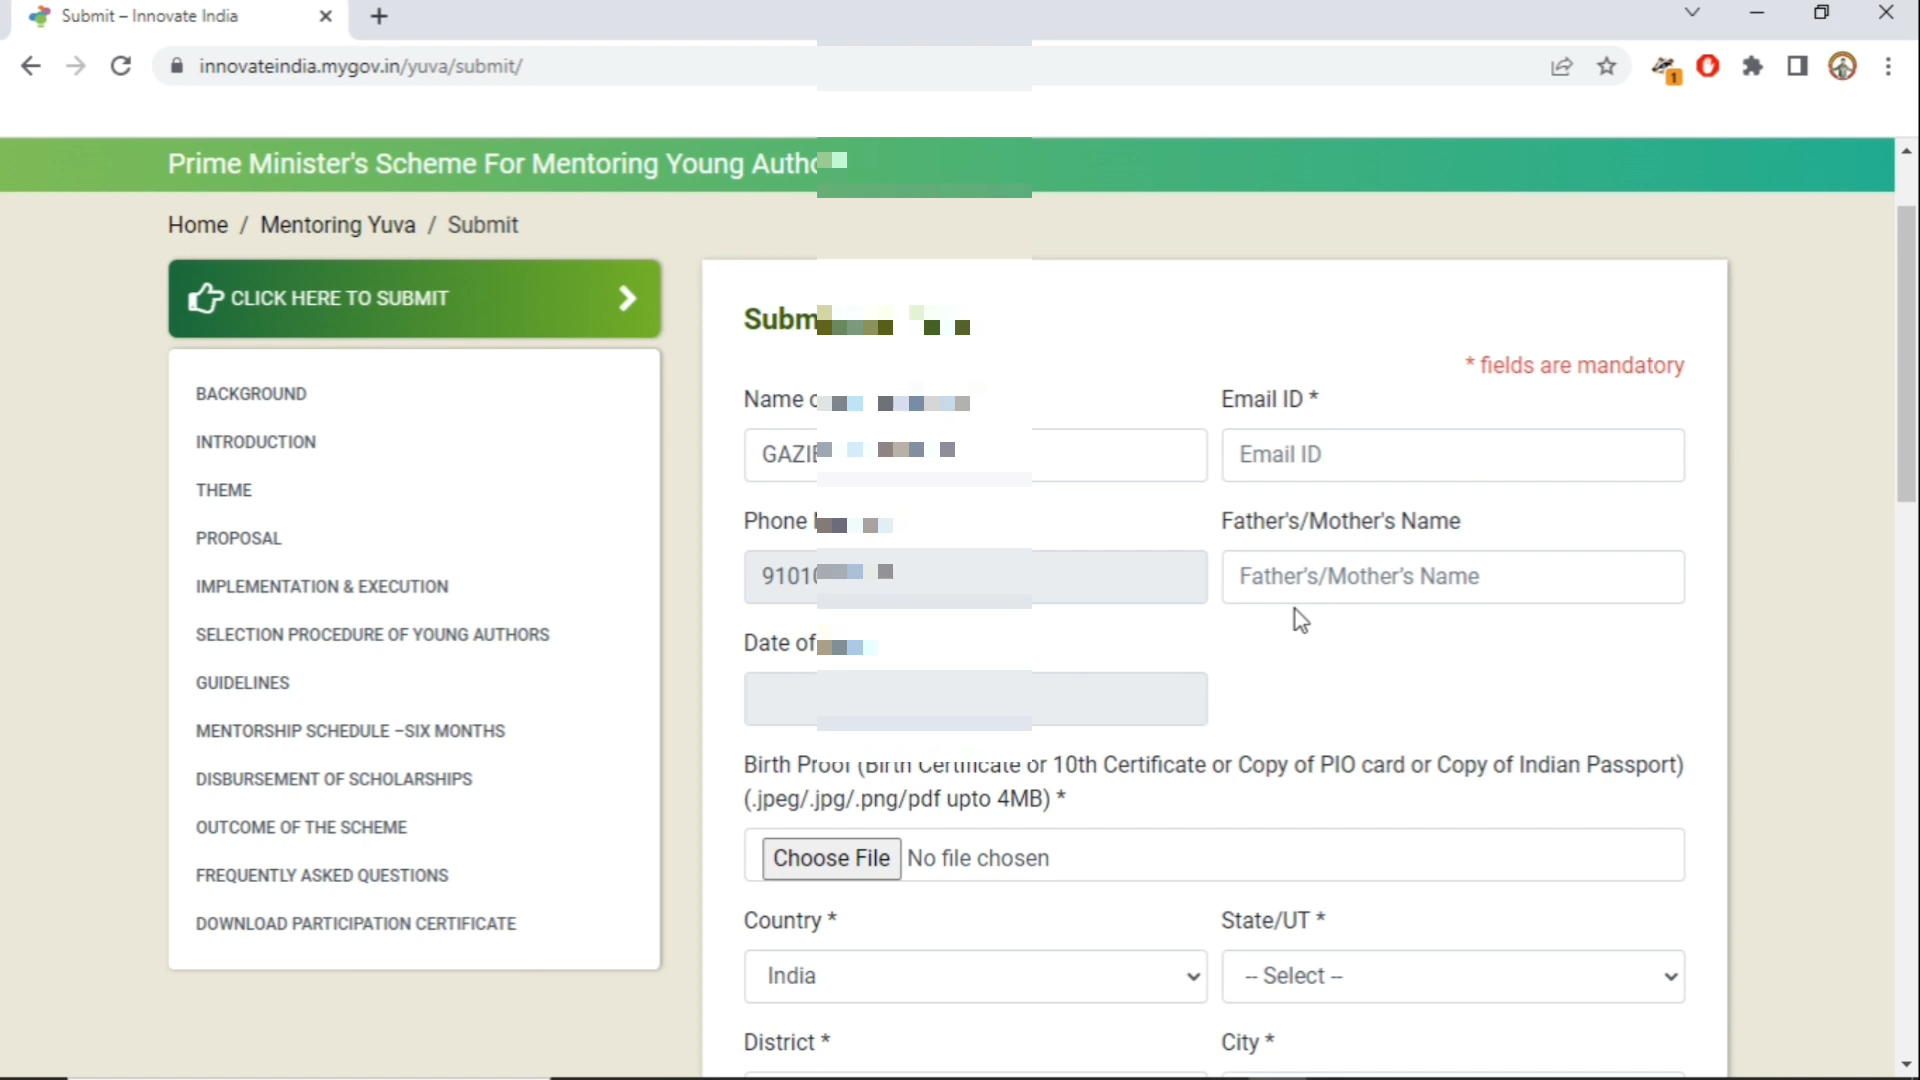 Submit – Innovate India
innovateindia.mygov.in/yuva/submit/
1
Prime Minister's Scheme For Mentoring Young
Home / Mentoring Yuva / Submit
CLICK HERE TO SUBMIT
BACKGROUND
INTRODUCTION
THEME
PROPOSAL
IMPLEMENTATION & EXECUTION
SELECTION PROCEDURE OF YOUNG AUTHORS
GUIDELINES
MENTORSHIP SCHEDULE –SIX MONTHS
DISBURSEMENT OF SCHOLARSHIPS
OUTCOME OF THE SCHEME
FREQUENTLY ASKED QUESTIONS
DOWNLOAD PARTICIPATION CERTIFICATE
* fields are mandatory
Name
Email ID *
Email ID
Phone
Father's/Mother's Name
Father's/Mother's Name
Date of
Birth Proof (Birth Certificate or 10th Certificate or Copy of PIO card or Copy of Indian Passport)
(.jpeg/.jpg/.png/pdf upto 4MB) *
Choose File No file chosen
Country *
State/UT *
India
-- Select --
District *
City *